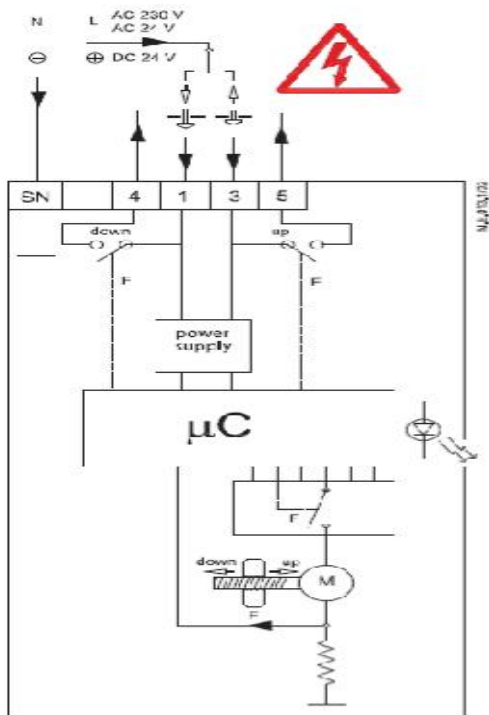 N L AC 230 V
AC 24 V
⊖ ⊕ DC 24 V
SN 4 1 3 5
down up
F F
power
supply
µC
F
down up
M
F